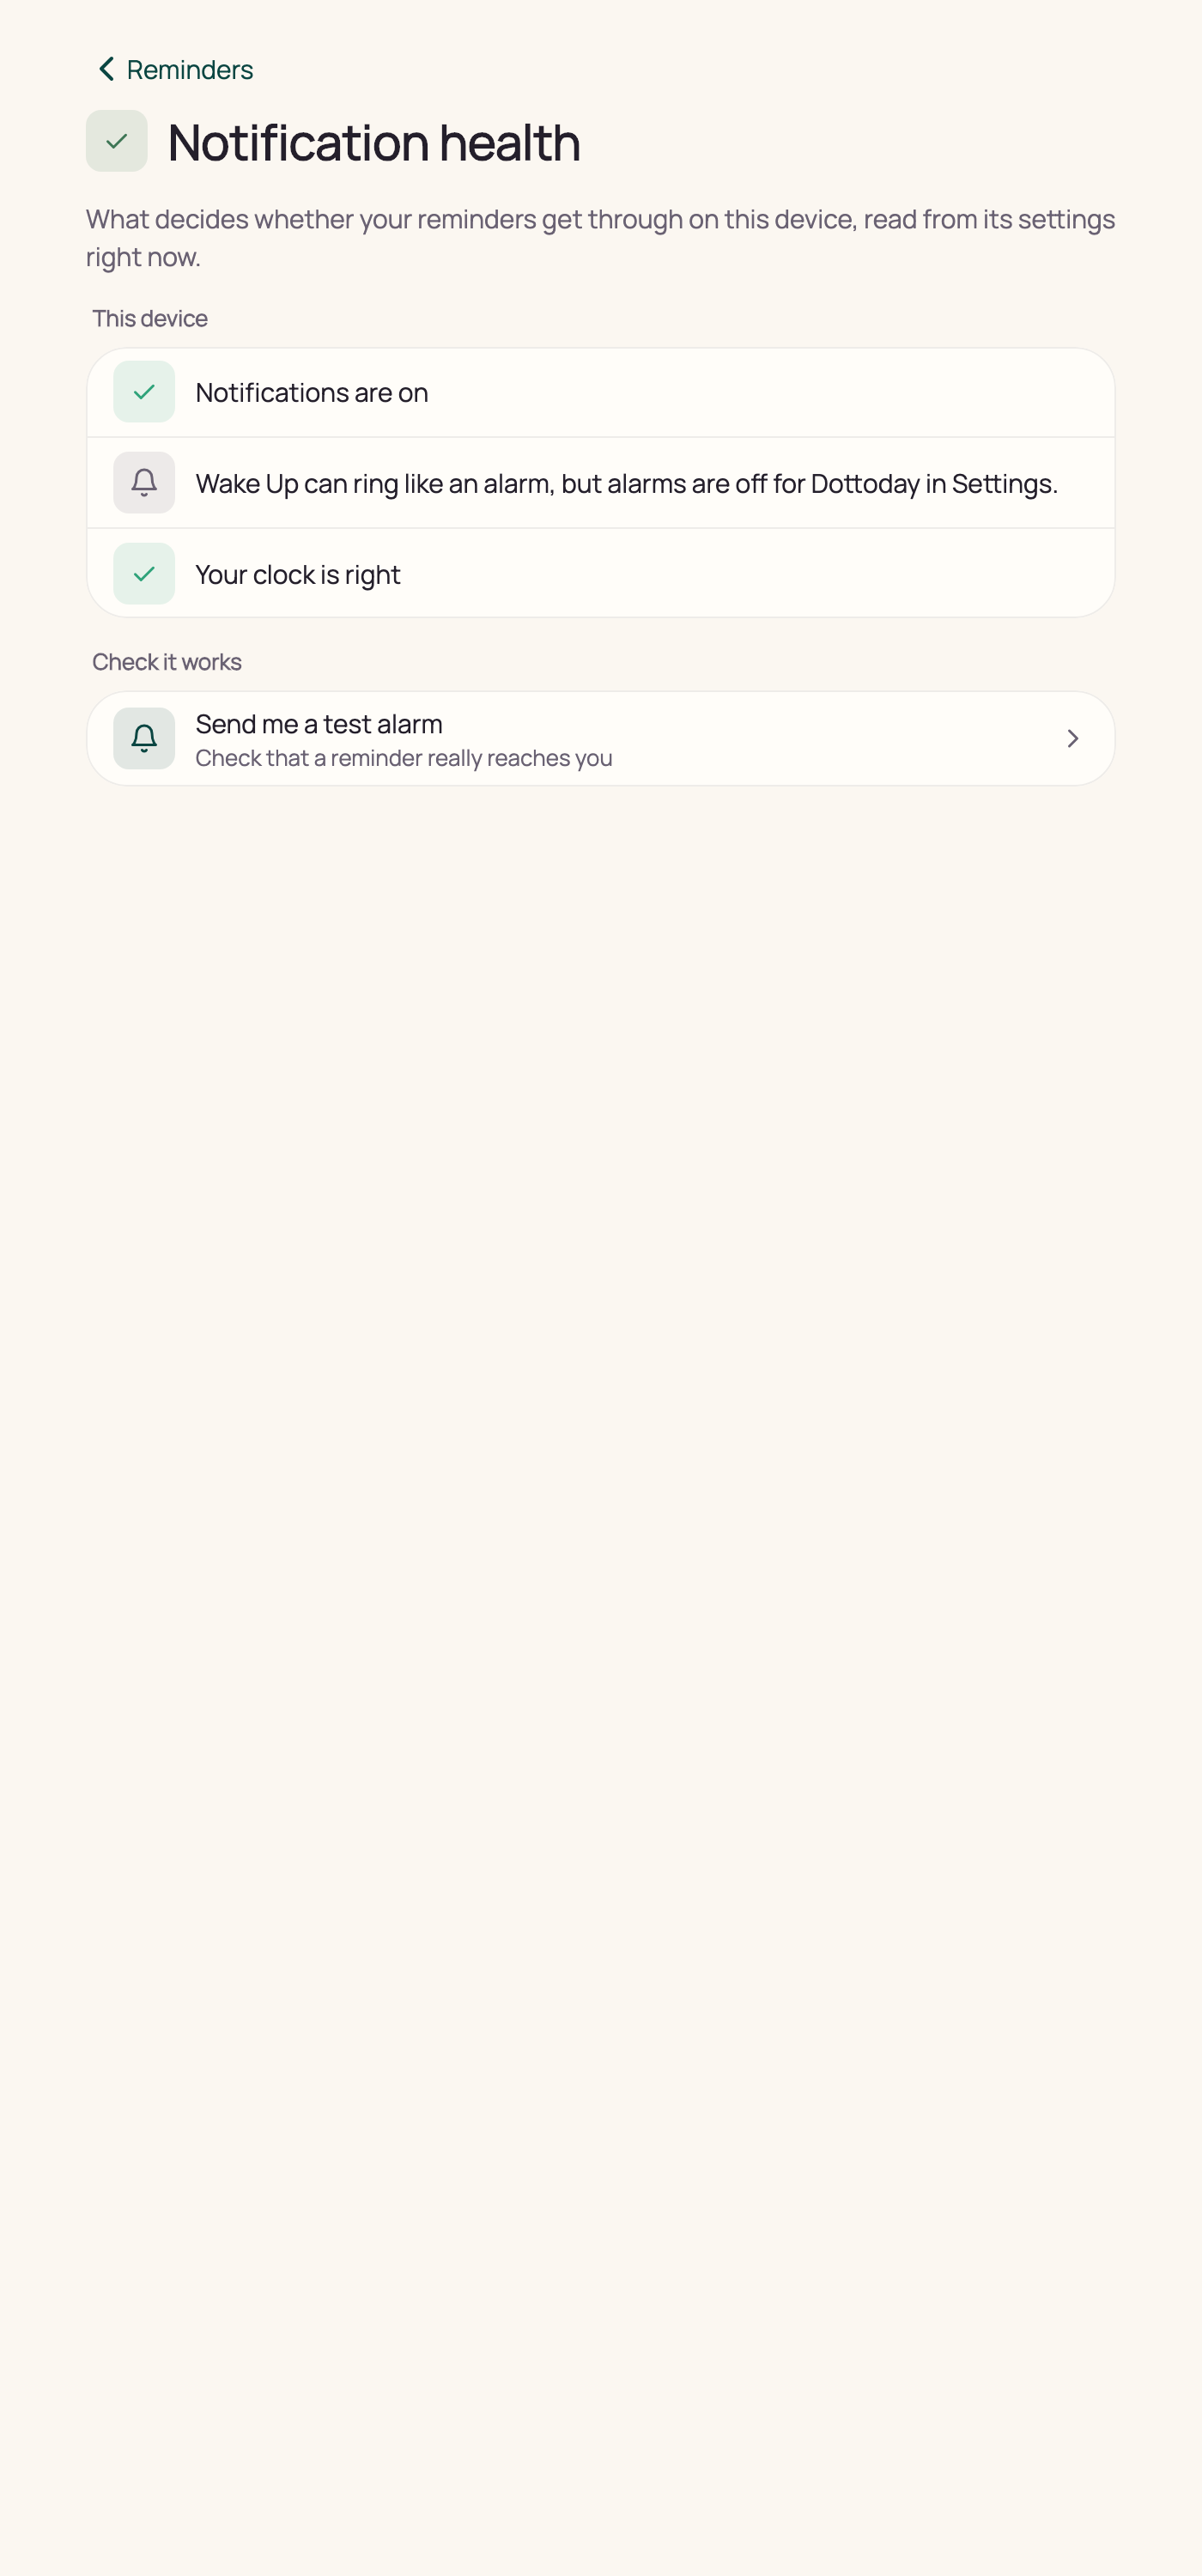 Reminders
Notification health
What decides whether your reminders get through on this device, read from its settings
right now.
This device
Notifications are on
Wake Up can ring like an alarm, but alarms are off for Dottoday in Settings.
Your clock is right
Check it works
Send me a test alarm
Check that a reminder really reaches you